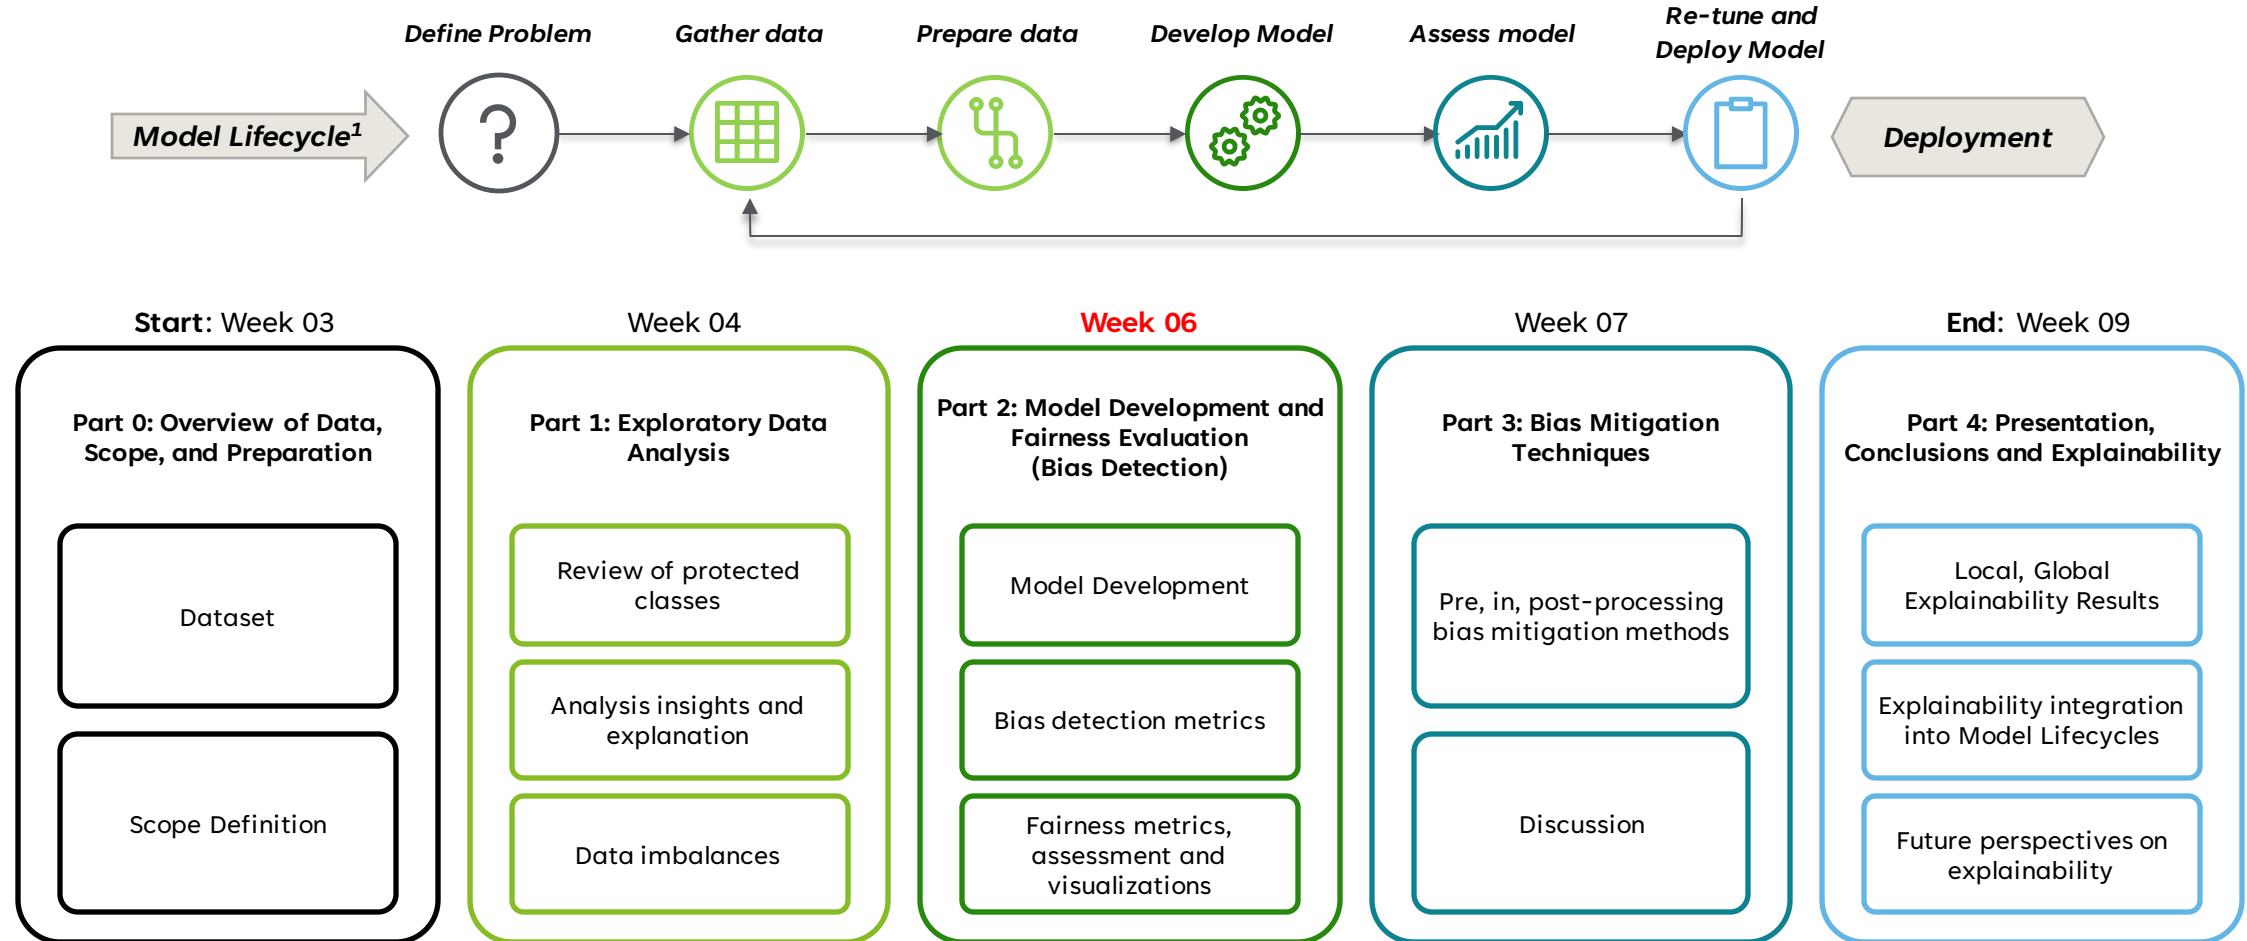 Define Problem
Gather data
Prepare data
Develop Model
Assess model
Re-tune and
Deploy Model
Model Lifecycle¹
Deployment
Start: Week 03
Week 04
Week 06
Week 07
End: Week 09
Part 0: Overview of Data,
Scope, and Preparation
Dataset
Scope Definition
Part 1: Exploratory Data
Analysis
Review of protected
classes
Analysis insights and
explanation
Data imbalances
Part 2: Model Development and
Fairness Evaluation
(Bias Detection)
Model Development
Bias detection metrics
Fairness metrics,
assessment and
visualizations
Part 3: Bias Mitigation
Techniques
Pre, in, post-processing
bias mitigation methods
Discussion
Part 4: Presentation,
Conclusions and Explainability
Local, Global
Explainability Results
Explainability integration
into Model Lifecycles
Future perspectives on
explainability